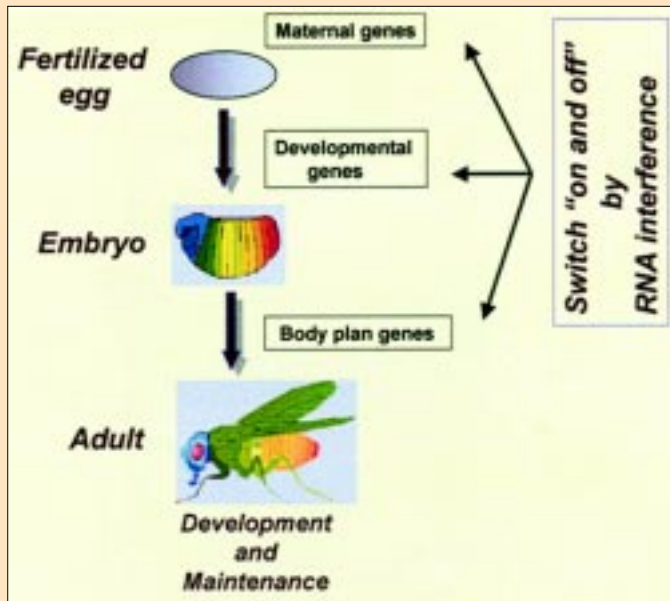 Maternal genes
Fertilized
egg
Developmental
genes
Embryo
Body plan genes
Adult
Development
and
Maintenance
Switch “on and off”
by
RNA interference